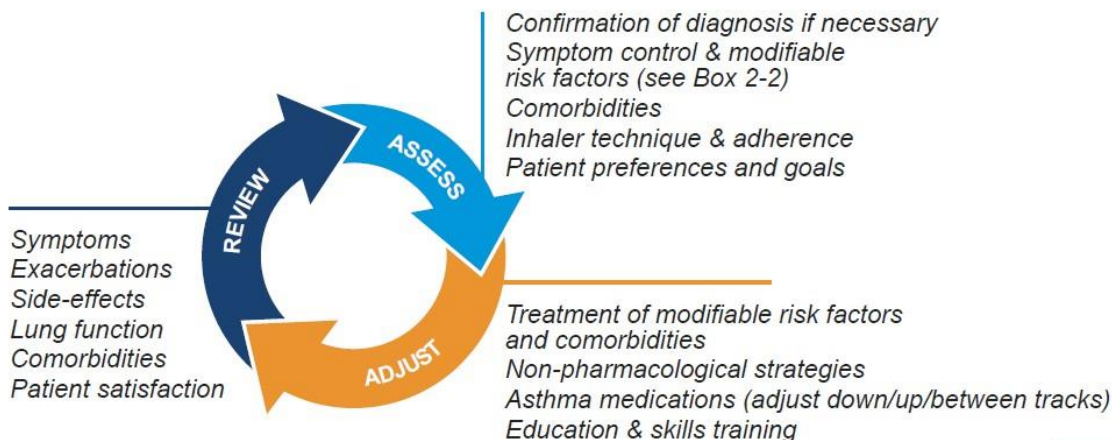 Confirmation of diagnosis if necessary
Symptom control & modifiable
risk factors (see Box 2-2)
Comorbidities
Inhaler technique & adherence
Patient preferences and goals
ASSESS
REVIEW
Symptoms
Exacerbations
Side-effects
Lung function
Comorbidities
Patient satisfaction
ADJUST
Treatment of modifiable risk factors
and comorbidities
Non-pharmacological strategies
Asthma medications (adjust down/up/between tracks)
Education & skills training